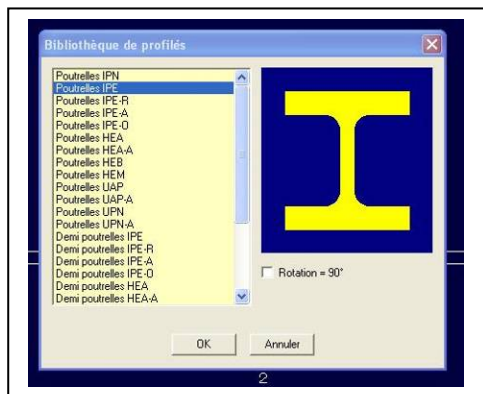 Bibliothèque de profilés
Poutrelles IPN
Poutrelles IPE
Poutrelles IPE-R
Poutrelles IPE-A
Poutrelles IPE-O
Poutrelles HEA
Poutrelles HEA-A
Poutrelles HEB
Poutrelles HEM
Poutrelles UAP
Poutrelles UAP-A
Poutrelles UPN
Poutrelles UPN-A
Demi poutrelles IPE
Demi poutrelles IPE-R
Demi poutrelles IPE-A
Demi poutrelles IPE-O
Demi poutrelles HEA
Demi poutrelles HEA-A
Rotation = 90°
OK
Annuler
2